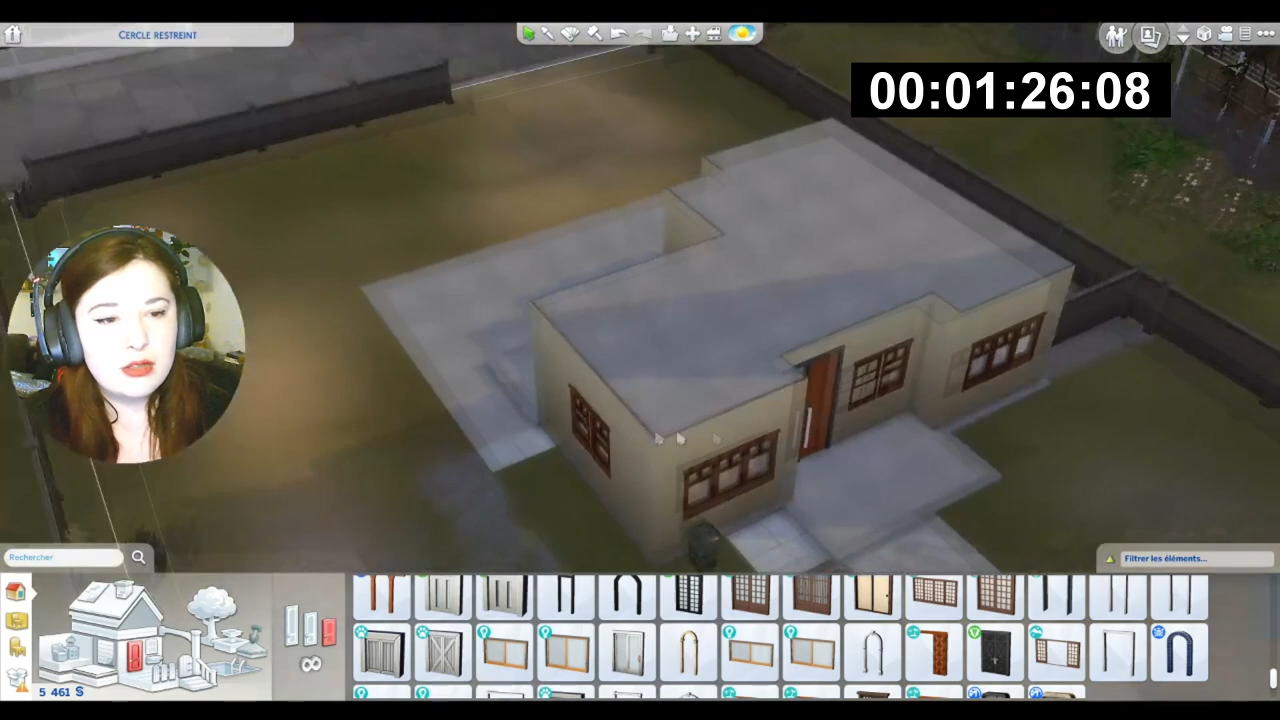 CERCLE RESTREINT
00:01:26:08
Rechercher
Filtrer les éléments...
5 461 §